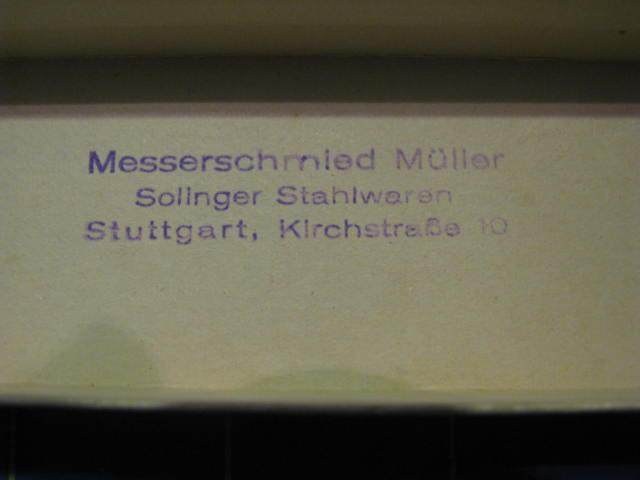 Messerschmied Müller
Solinger Stahlwaren
Stuttgart, Kirchstraße 10